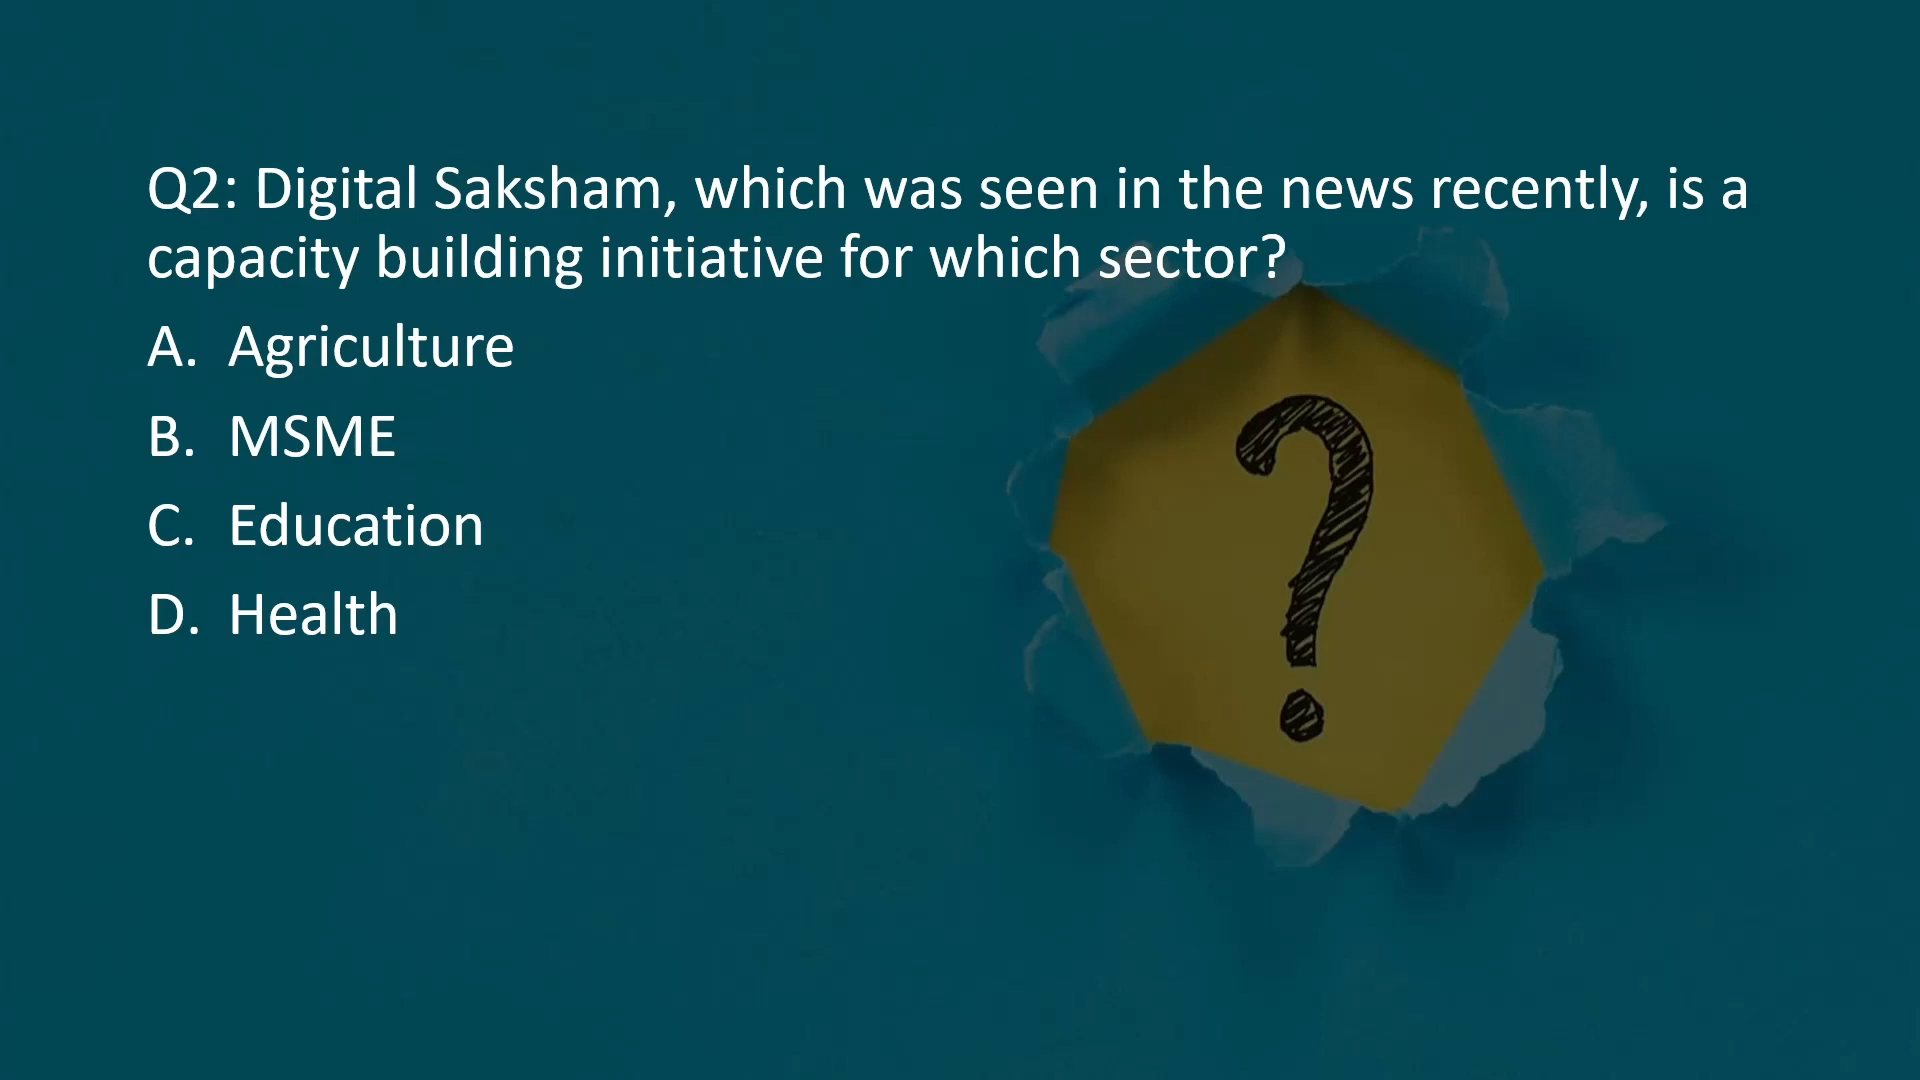 Q2: Digital Saksham, which was seen in the news recently, is a
capacity building initiative for which sector?
A. Agriculture
B. MSME
C. Education
D. Health
?